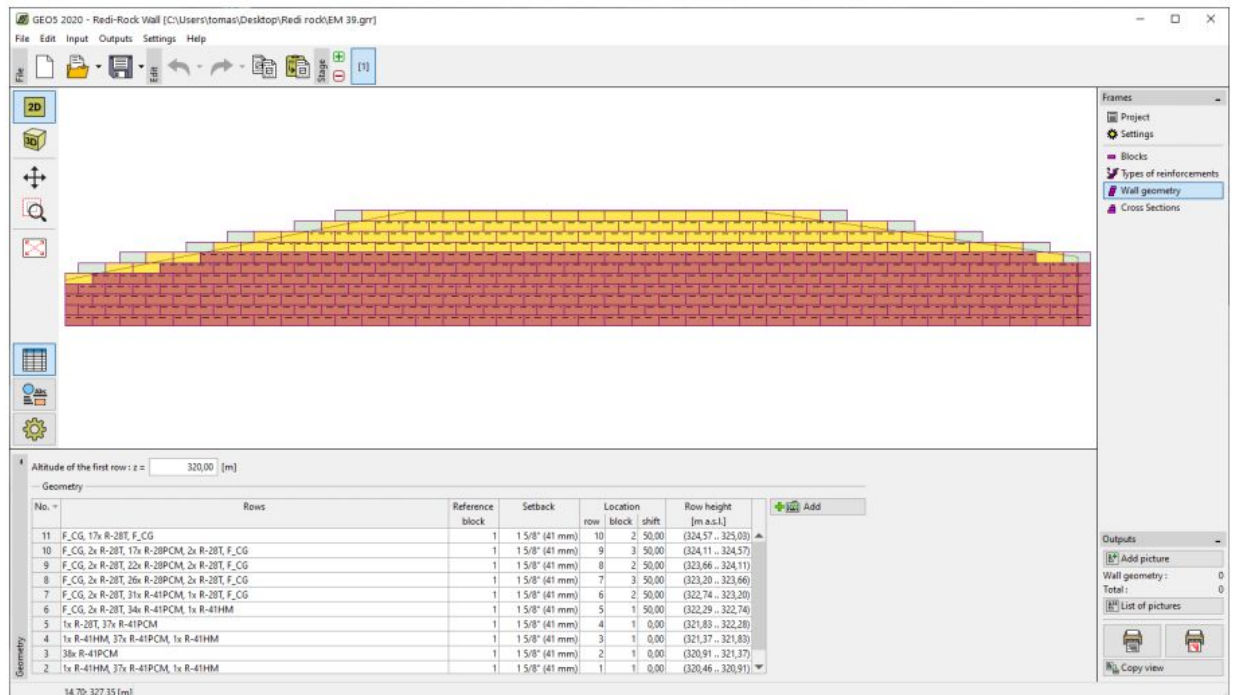 GEO5 2020 - Redi-Rock Wall [C:\Users\tomas\Desktop\Redi rock\EM 39.grr]
File Edit Input Outputs Settings Help
File
Edit
Stage
[1]
2D
3D
Abc
Frames
Project
Settings
Blocks
Types of reinforcements
Wall geometry
Cross Sections
Altitude of the first row : z = 320,00 [m]
Geometry
No. Rows Reference block Setback Location row block shift Row height [m a.s.l.]
Add
11 F_CG, 17x R-28T, F_CG 1 1 5/8" (41 mm) 10 2 50,00 (324,57 .. 325,03)
10 F_CG, 2x R-28T, 17x R-28PCM, 2x R-28T, F_CG 1 1 5/8" (41 mm) 9 3 50,00 (324,11 .. 324,57)
9 F_CG, 2x R-28T, 22x R-28PCM, 2x R-28T, F_CG 1 1 5/8" (41 mm) 8 2 50,00 (323,66 .. 324,11)
8 F_CG, 2x R-28T, 26x R-28PCM, 2x R-28T, F_CG 1 1 5/8" (41 mm) 7 3 50,00 (323,20 .. 323,66)
7 F_CG, 2x R-28T, 31x R-41PCM, 1x R-28T, F_CG 1 1 5/8" (41 mm) 6 2 50,00 (322,74 .. 323,20)
6 F_CG, 2x R-28T, 34x R-41PCM, 1x R-41HM 1 1 5/8" (41 mm) 5 1 50,00 (322,29 .. 322,74)
5 1x R-28T, 37x R-41PCM 1 1 5/8" (41 mm) 4 1 0,00 (321,83 .. 322,28)
4 1x R-41HM, 37x R-41PCM, 1x R-41HM 1 1 5/8" (41 mm) 3 1 0,00 (321,37 .. 321,83)
3 38x R-41PCM 1 1 5/8" (41 mm) 2 1 0,00 (320,91 .. 321,37)
2 1x R-41HM, 37x R-41PCM, 1x R-41HM 1 1 5/8" (41 mm) 1 1 0,00 (320,46 .. 320,91)
Geometry
Outputs
Add picture
Wall geometry : 0
Total : 0
List of pictures
Copy view
14,70; 327,35 [m]